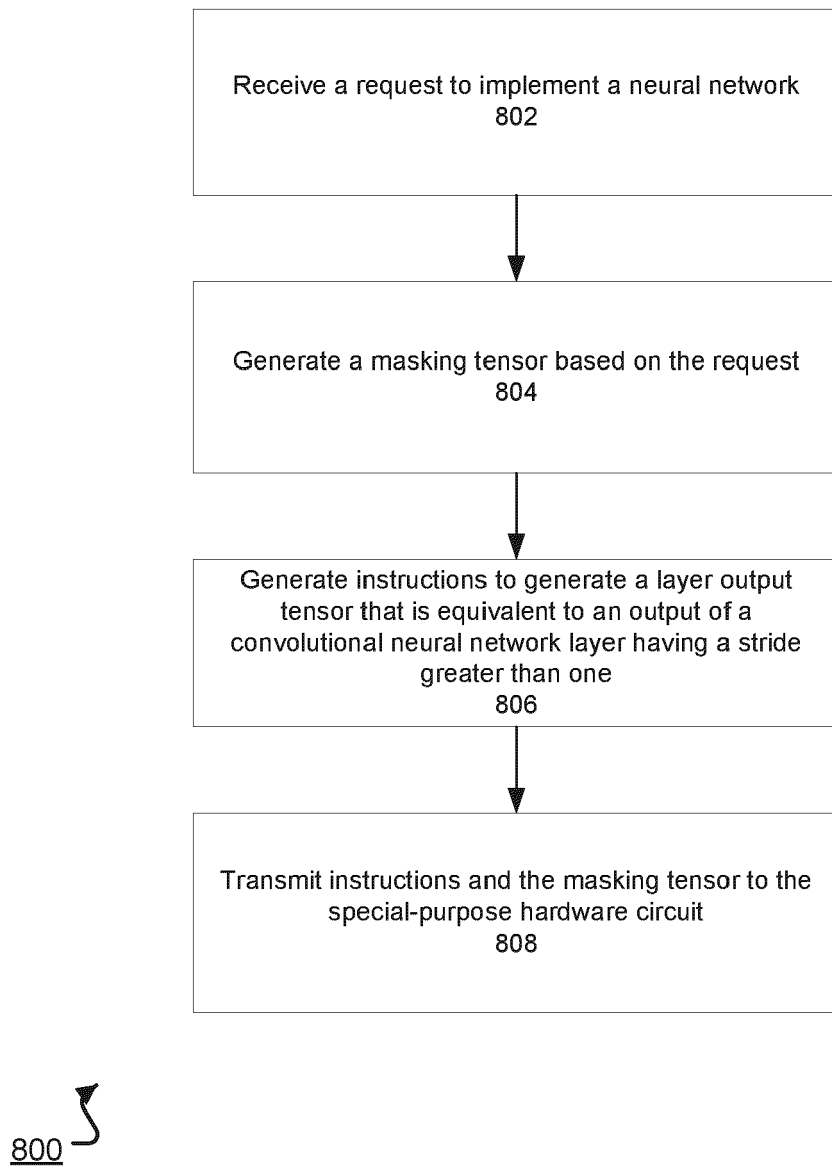 Receive a request to implement a neural network
802
Generate a masking tensor based on the request
804
Generate instructions to generate a layer output
tensor that is equivalent to an output of a
convolutional neural network layer having a stride
greater than one
806
Transmit instructions and the masking tensor to the
special-purpose hardware circuit
808
800